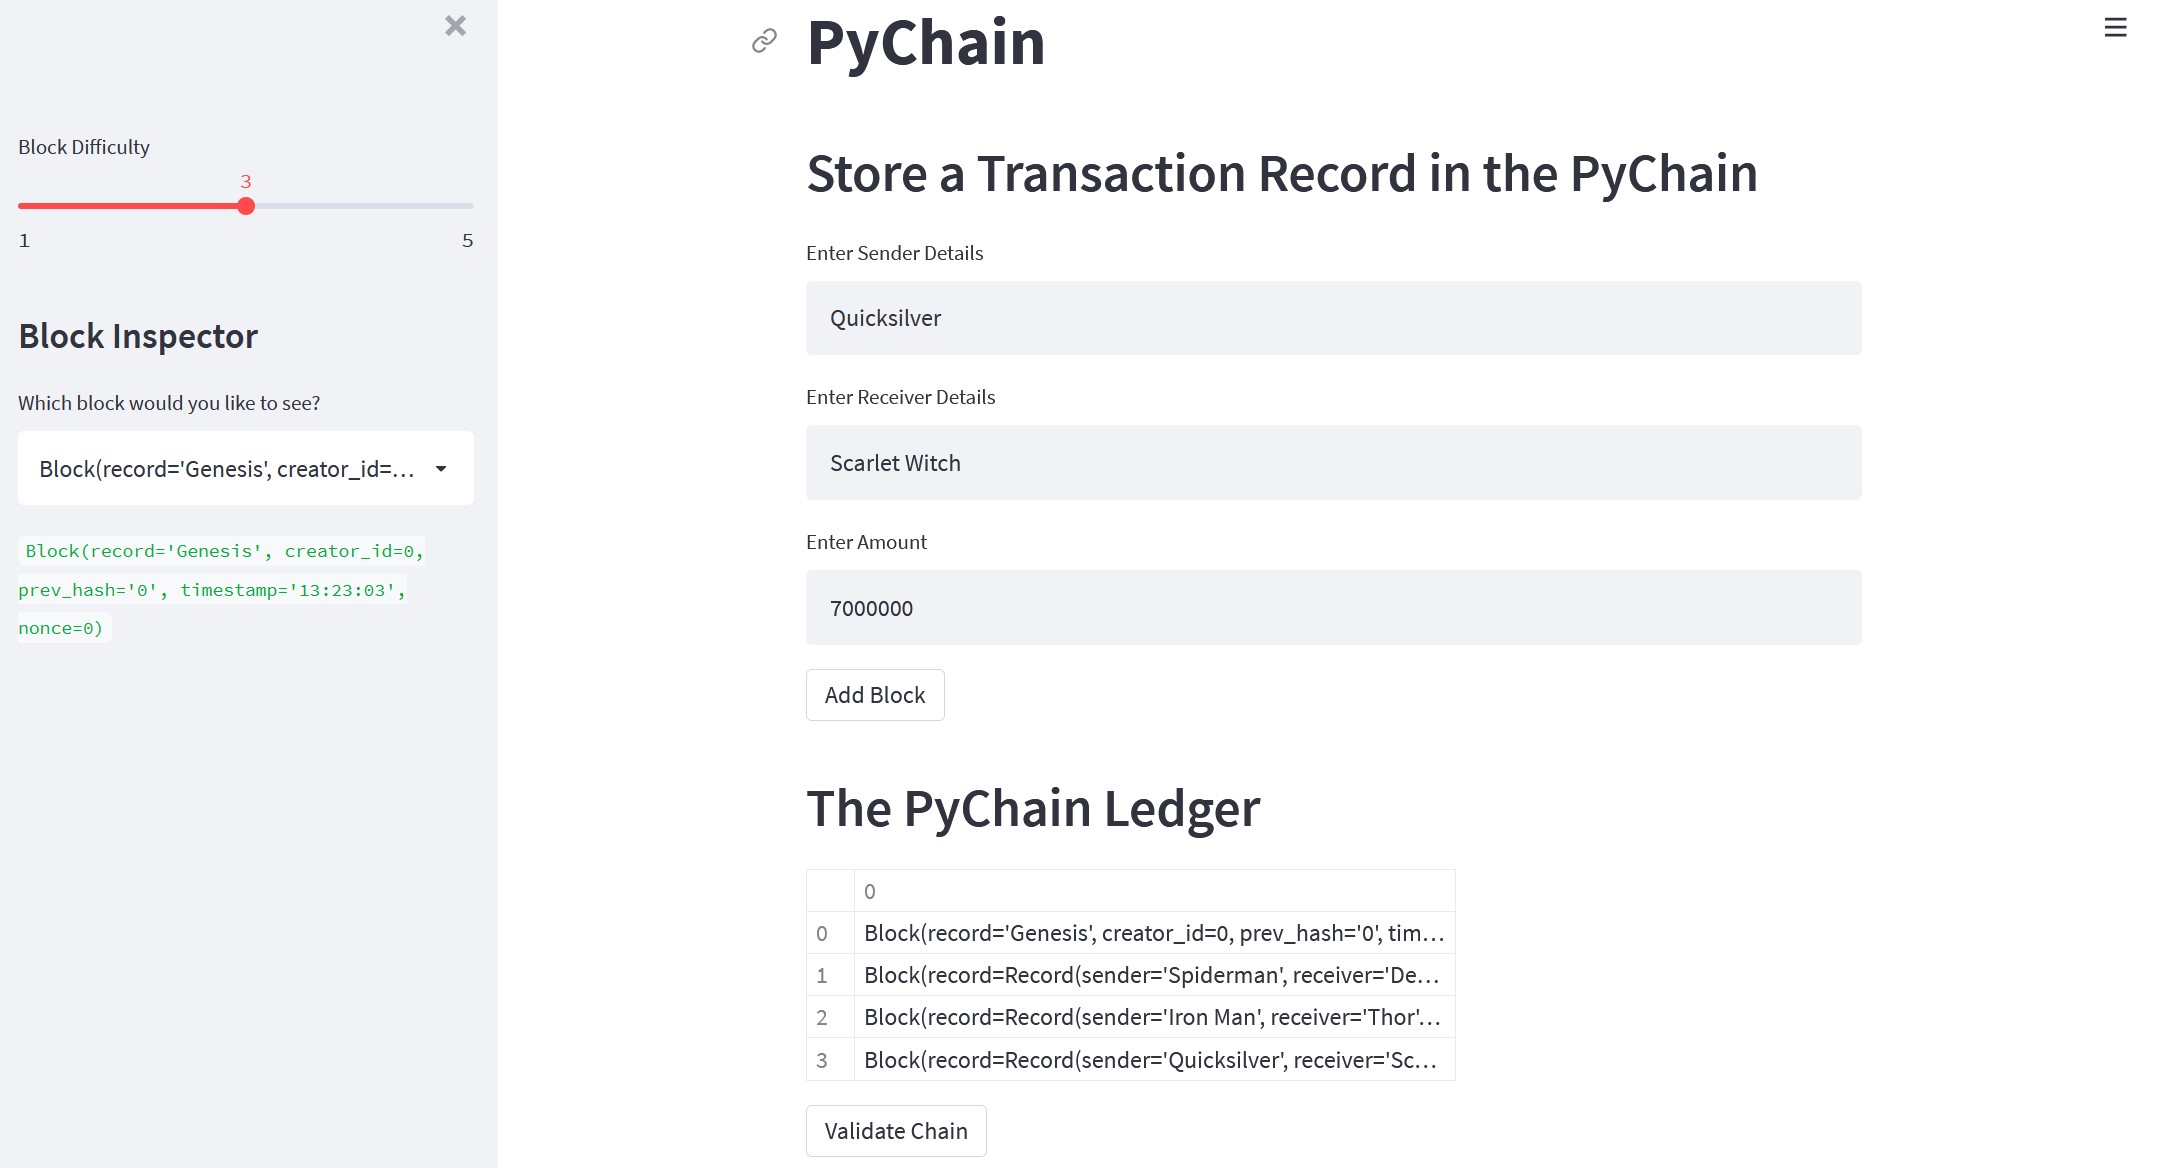 Block Difficulty
3
1
5
Block Inspector
Which block would you like to see?
Block(record='Genesis', creator_id=...
Block(record='Genesis', creator_id=0,
prev_hash='0', timestamp='13:23:03',
nonce=0)
PyChain
Store a Transaction Record in the PyChain
Enter Sender Details
Quicksilver
Enter Receiver Details
Scarlet Witch
Enter Amount
7000000
Add Block
The PyChain Ledger
0
0 Block(record='Genesis', creator_id=0, prev_hash='0', tim...
1 Block(record=Record(sender='Spiderman', receiver='De...
2 Block(record=Record(sender='Iron Man', receiver='Thor'...
3 Block(record=Record(sender='Quicksilver', receiver='Sc...
Validate Chain